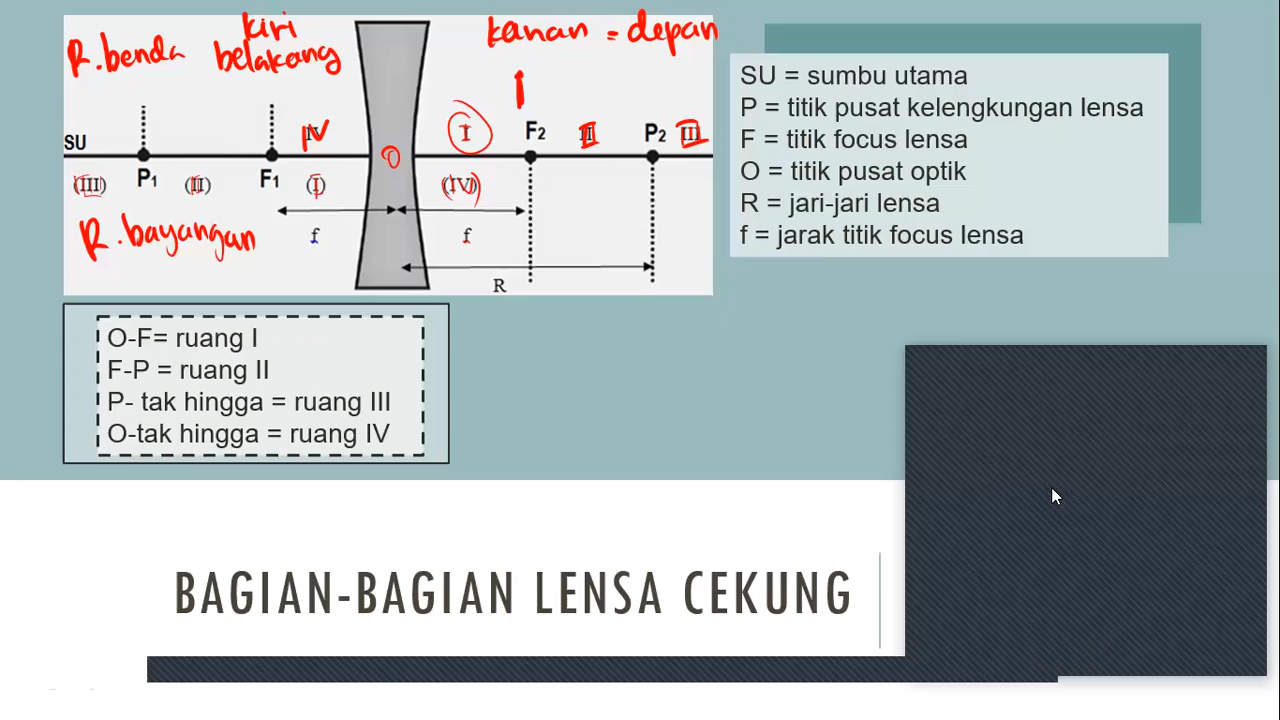 R. benda
kiri
belakang
kanan = depan
I
SU
IV
I
F2
II
P2
III
O
(III)
P1
(II)
F1
(I)
(IV)
R. bayangan
f
f
R
SU = sumbu utama
P = titik pusat kelengkungan lensa
F = titik focus lensa
O = titik pusat optik
R = jari-jari lensa
f = jarak titik focus lensa
O-F= ruang I
F-P = ruang II
P- tak hingga = ruang III
O-tak hingga = ruang IV
BAGIAN-BAGIAN LENSA CEKUNG